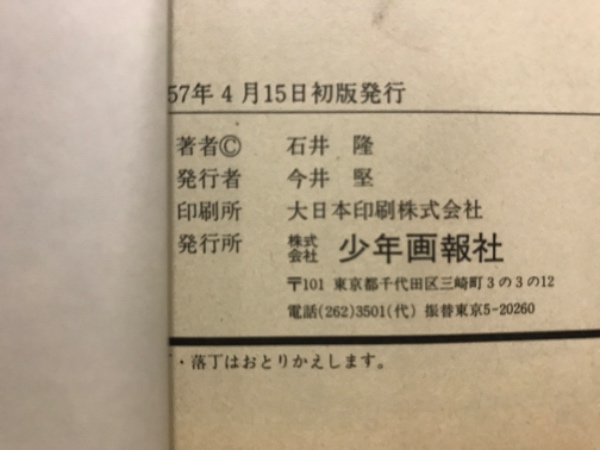 57年4月15日初版発行
著者© 石井 隆
発行者 今井 堅
印刷所 大日本印刷株式会社
発行所 株式会社 少年画報社
〒101 東京都千代田区三崎町3の3の12
電話(262)3501(代) 振替東京5-20260
・落丁はおとりかえします。